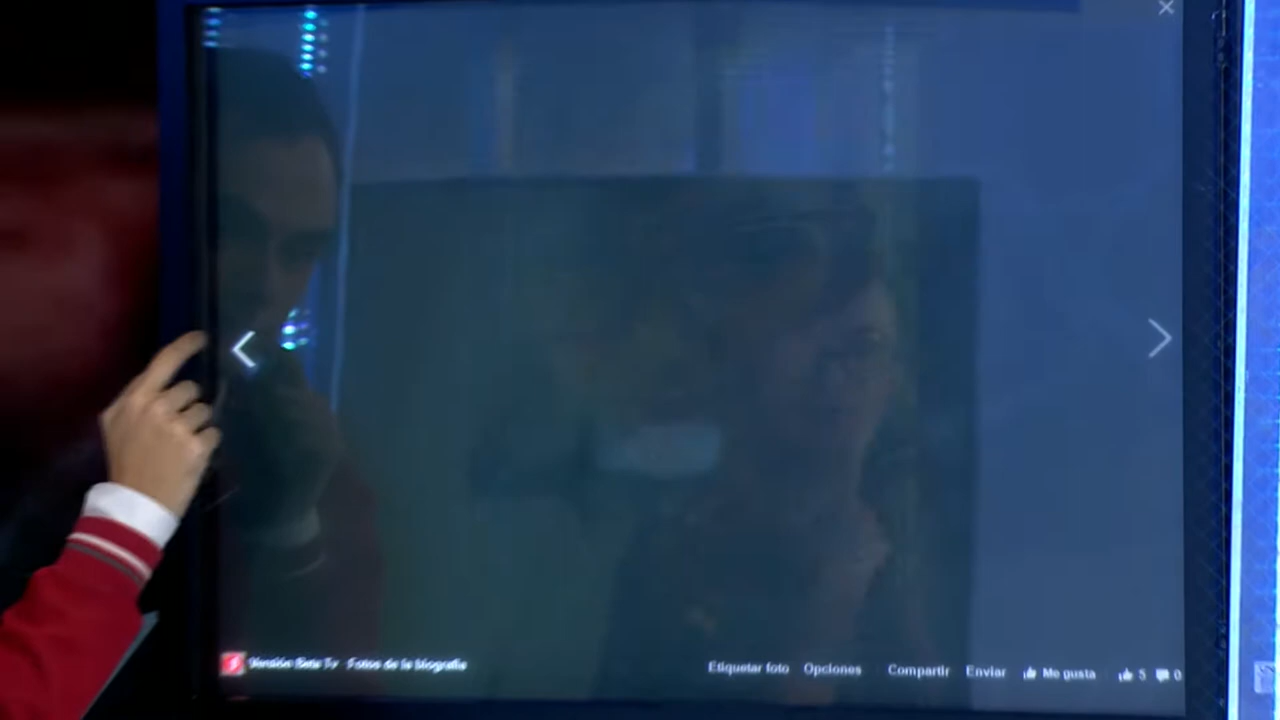 Versión Beta Tv · Fotos de la biografía
Etiquetar foto Opciones Compartir Enviar Me gusta 5 0